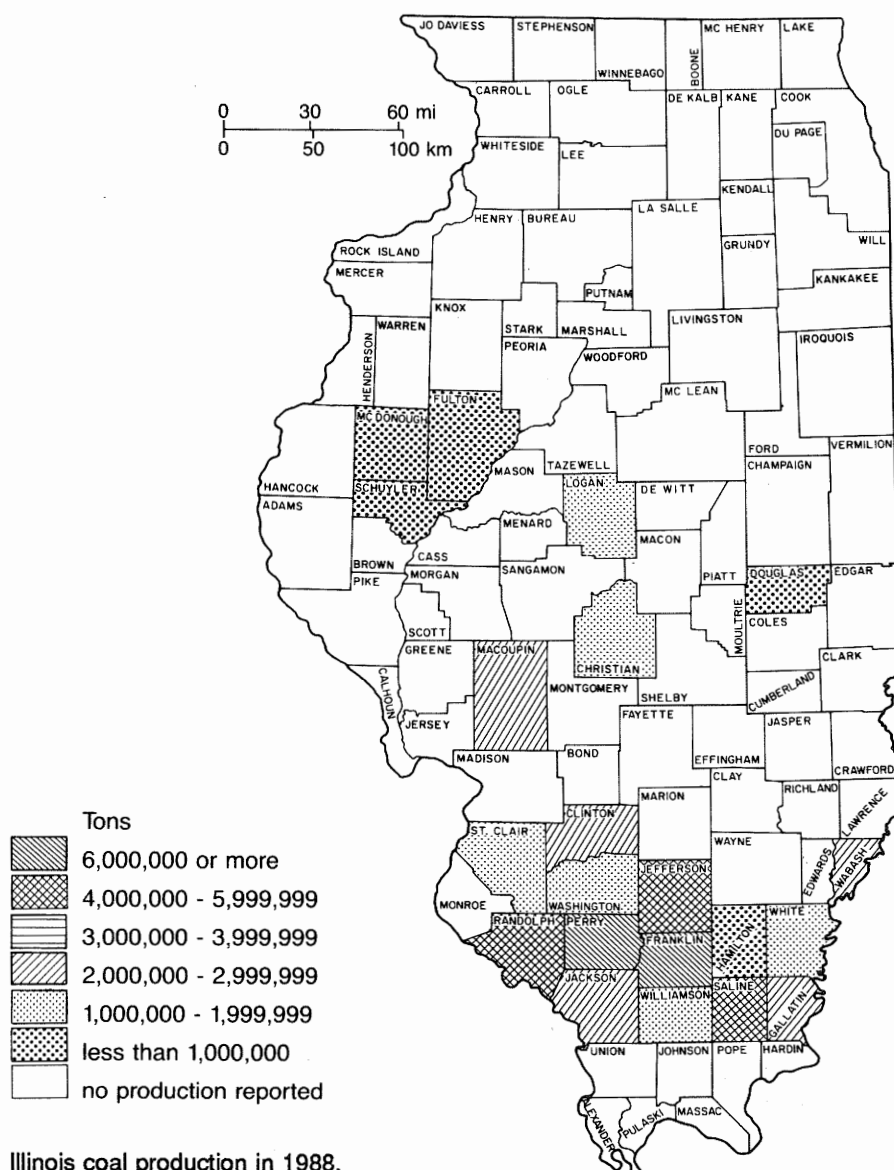 JO DAVIESS
STEPHENSON
WINNEBAGO
BOONE
MC HENRY
LAKE
CARROLL
OGLE
DE KALB
KANE
COOK
DU PAGE
0 30 60 mi
0 50 100 km
WHITESIDE
LEE
KENDALL
LA SALLE
HENRY
BUREAU
GRUNDY
WILL
ROCK ISLAND
MERCER
PUTNAM
KANKAKEE
KNOX
STARK
MARSHALL
LIVINGSTON
WARREN
HENDERSON
PEORIA
WOODFORD
IROQUOIS
FULTON
MC LEAN
MC DONOUGH
FORD
VERMILION
MASON
TAZEWELL
CHAMPAIGN
HANCOCK
SCHUYLER
LOGAN
DE WITT
ADAMS
MENARD
MACON
CASS
BROWN
PIKE
MORGAN
SANGAMON
PIATT
DOUGLAS
EDGAR
MOULTRIE
COLES
SCOTT
GREENE
MACOUPIN
CHRISTIAN
CLARK
CALHOUN
MONTGOMERY
SHELBY
CUMBERLAND
JERSEY
FAYETTE
JASPER
MADISON
BOND
EFFINGHAM
CRAWFORD
CLAY
MARION
RICHLAND
LAWRENCE
CLINTON
ST. CLAIR
WAYNE
EDWARDS
WABASH
JEFFERSON
MONROE
WASHINGTON
RANDOLPH
PERRY
HAMILTON
WHITE
FRANKLIN
JACKSON
WILLIAMSON
SALINE
GALLATIN
UNION
JOHNSON
POPE
HARDIN
ALEXANDER
PULASKI
MASSAC
Tons
6,000,000 or more
4,000,000 - 5,999,999
3,000,000 - 3,999,999
2,000,000 - 2,999,999
1,000,000 - 1,999,999
less than 1,000,000
no production reported
Illinois coal production in 1988.